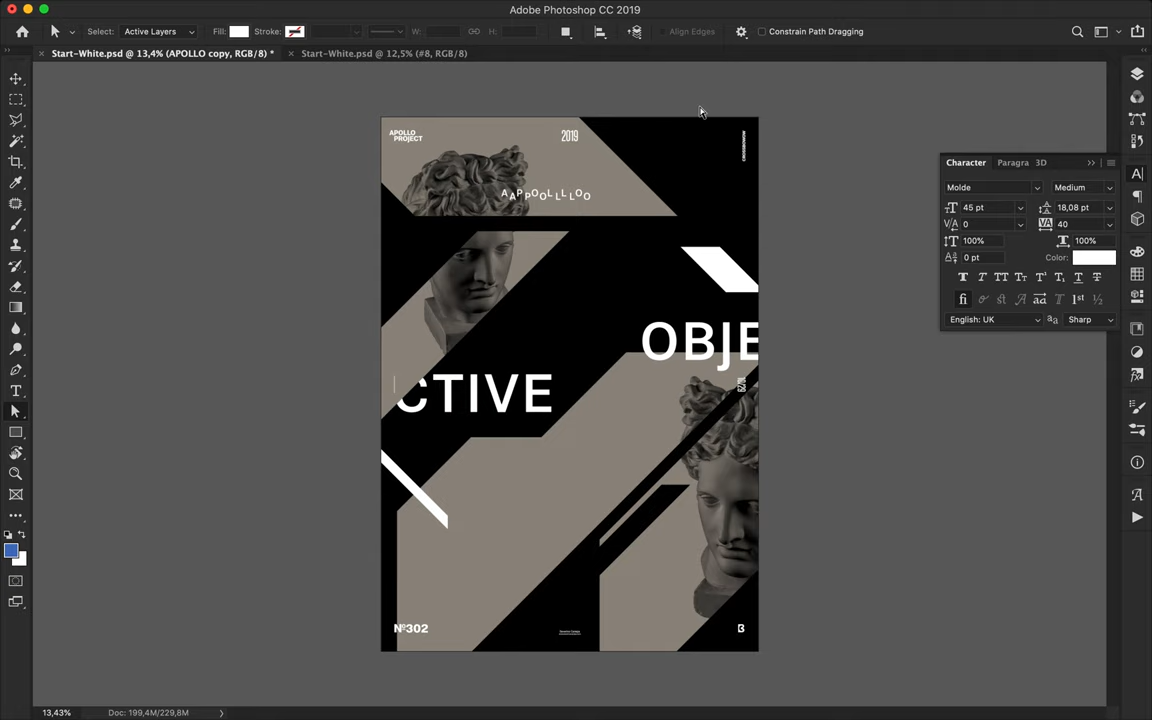 Adobe Photoshop CC 2019
Select: Active Layers Fill: Stroke: W: H: Align Edges Constrain Path Dragging
Start-White.psd @ 13,4% (APOLLO copy, RGB/8) *
Start-White.psd @ 12,5% (#8, RGB/8)
APOLLO
PROJECT
2019
CROSSBOWNOW
AAPPOOLLLLOO
OBJE
CTIVE
Nº302
B
Character Paragra 3D
Molde Medium
45 pt 18,08 pt
0 40
100% 100%
0 pt Color:
English: UK Sharp
13,43% Doc: 199,4M/229,8M